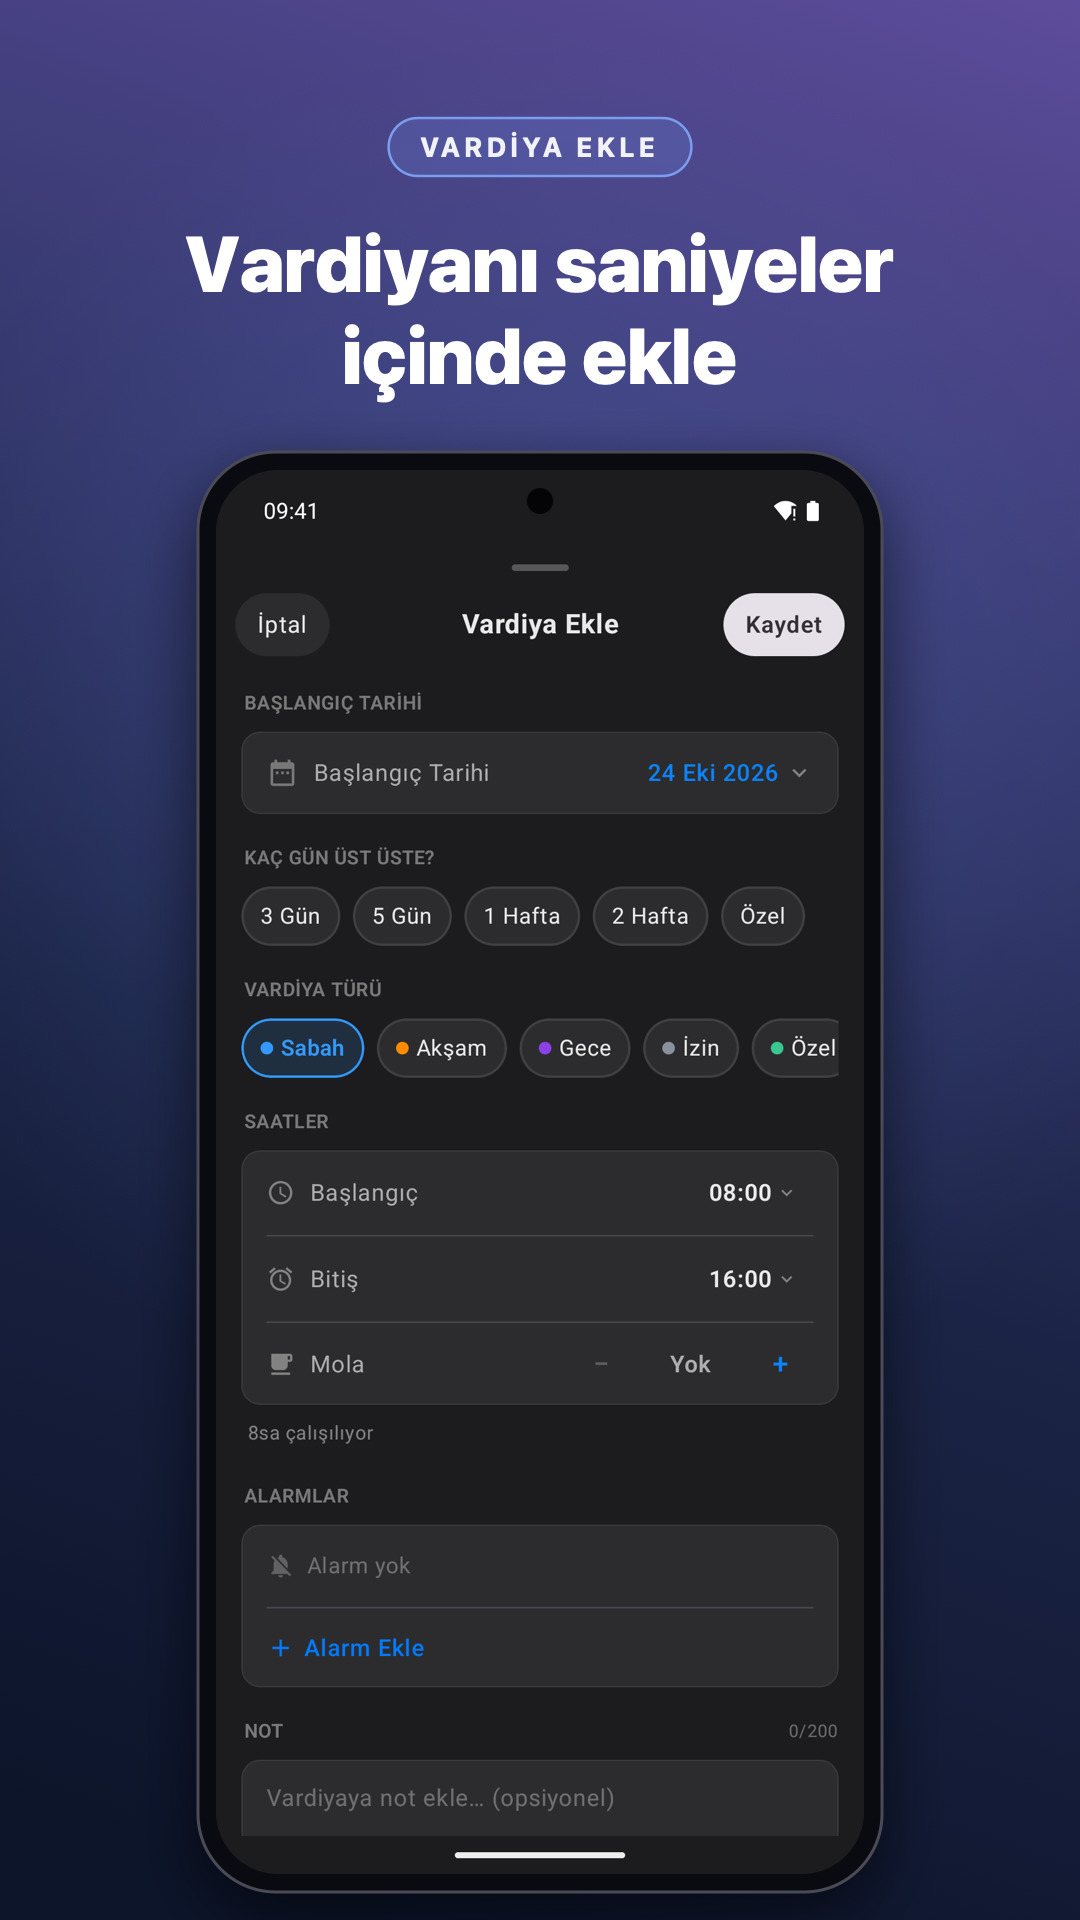 VARDİYA EKLE
Vardiyanı saniyeler
içinde ekle
09:41
İptal Vardiya Ekle Kaydet
BAŞLANGIÇ TARİHİ
Başlangıç Tarihi 24 Eki 2026
KAÇ GÜN ÜST ÜSTE?
3 Gün 5 Gün 1 Hafta 2 Hafta Özel
VARDİYA TÜRÜ
Sabah Akşam Gece İzin Özel
SAATLER
Başlangıç 08:00
Bitiş 16:00
Mola − Yok +
8sa çalışılıyor
ALARMLAR
Alarm yok
+ Alarm Ekle
NOT 0/200
Vardiyaya not ekle… (opsiyonel)